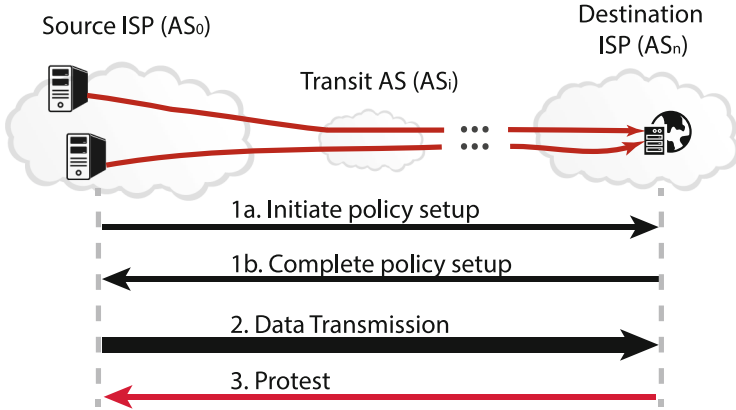 Source ISP (AS₀)
Destination
ISP (ASₙ)
Transit AS (ASᵢ)
1a. Initiate policy setup
1b. Complete policy setup
2. Data Transmission
3. Protest